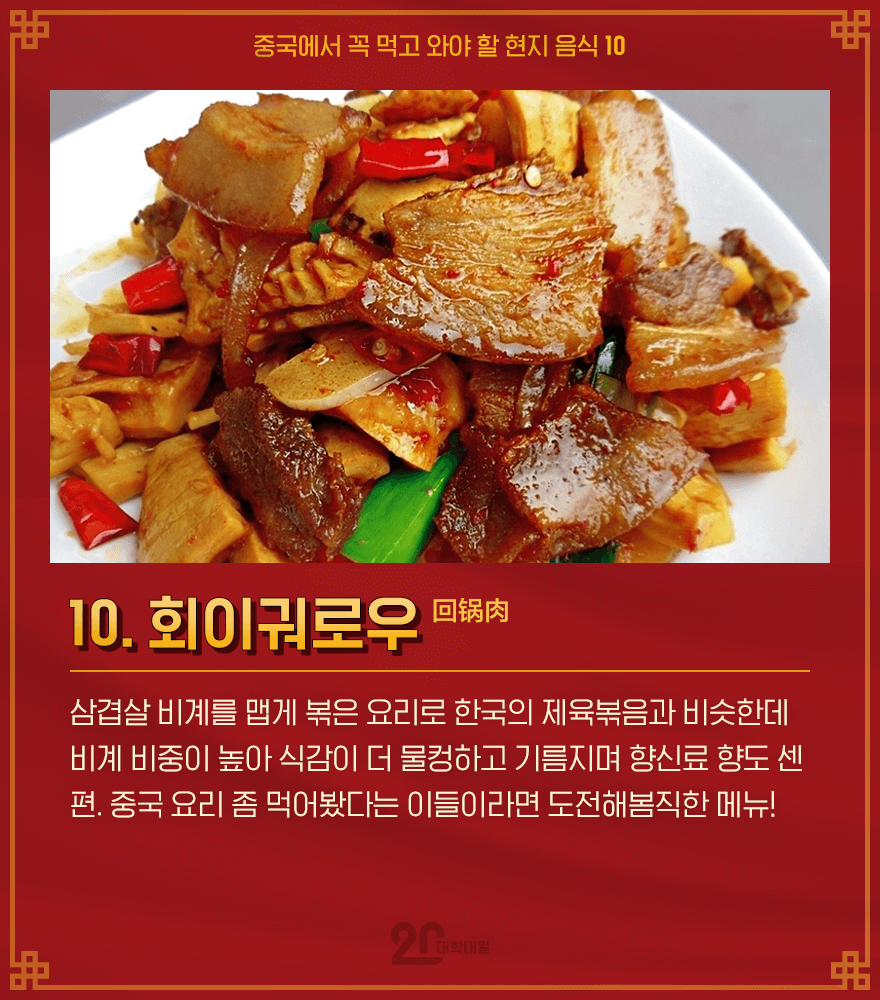 중국에서 꼭 먹고 와야 할 현지 음식 10
10. 회이궈로우 回锅肉
삼겹살 비계를 맵게 볶은 요리로 한국의 제육볶음과 비슷한데
비계 비중이 높아 식감이 더 물컹하고 기름지며 향신료 향도 센
편. 중국 요리 좀 먹어봤다는 이들이라면 도전해봄직한 메뉴!
20 대학내일